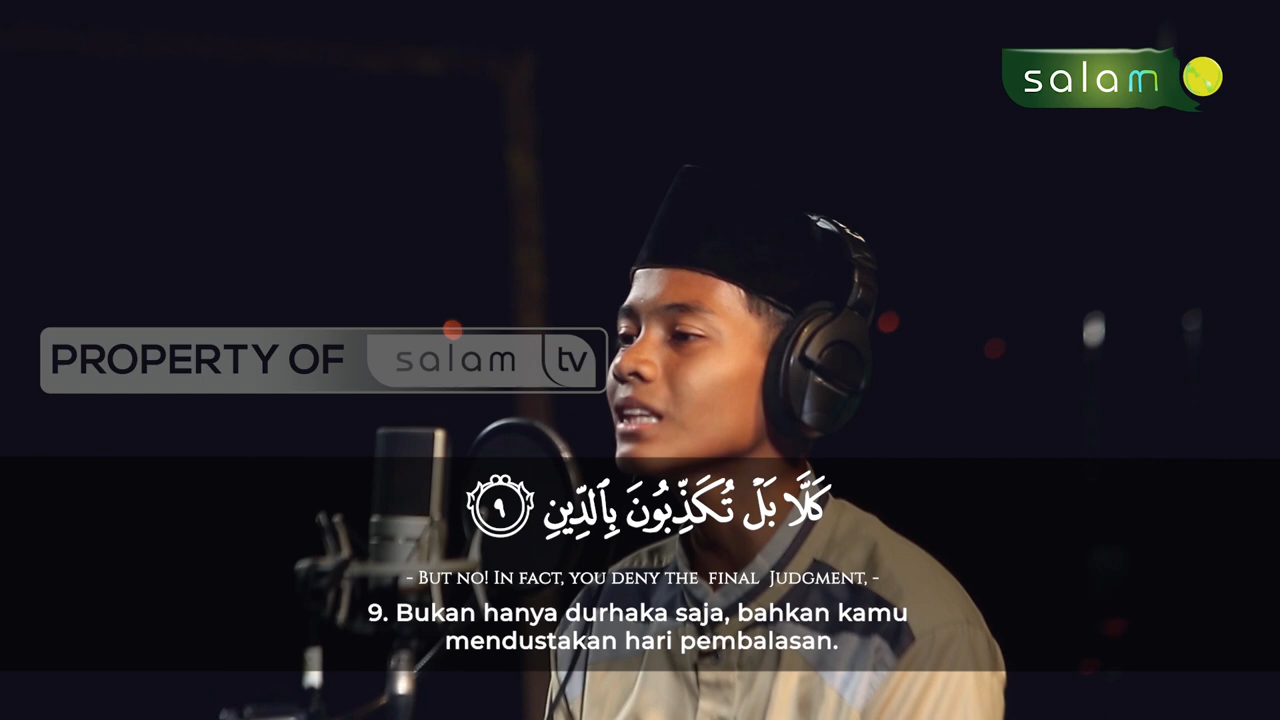 salam
PROPERTY OF salam tv
كَلَّا بَلْ تُكَذِّبُونَ بِٱلدِّينِ ٩
- BUT NO! IN FACT, YOU DENY THE FINAL JUDGMENT, -
9. Bukan hanya durhaka saja, bahkan kamu
mendustakan hari pembalasan.